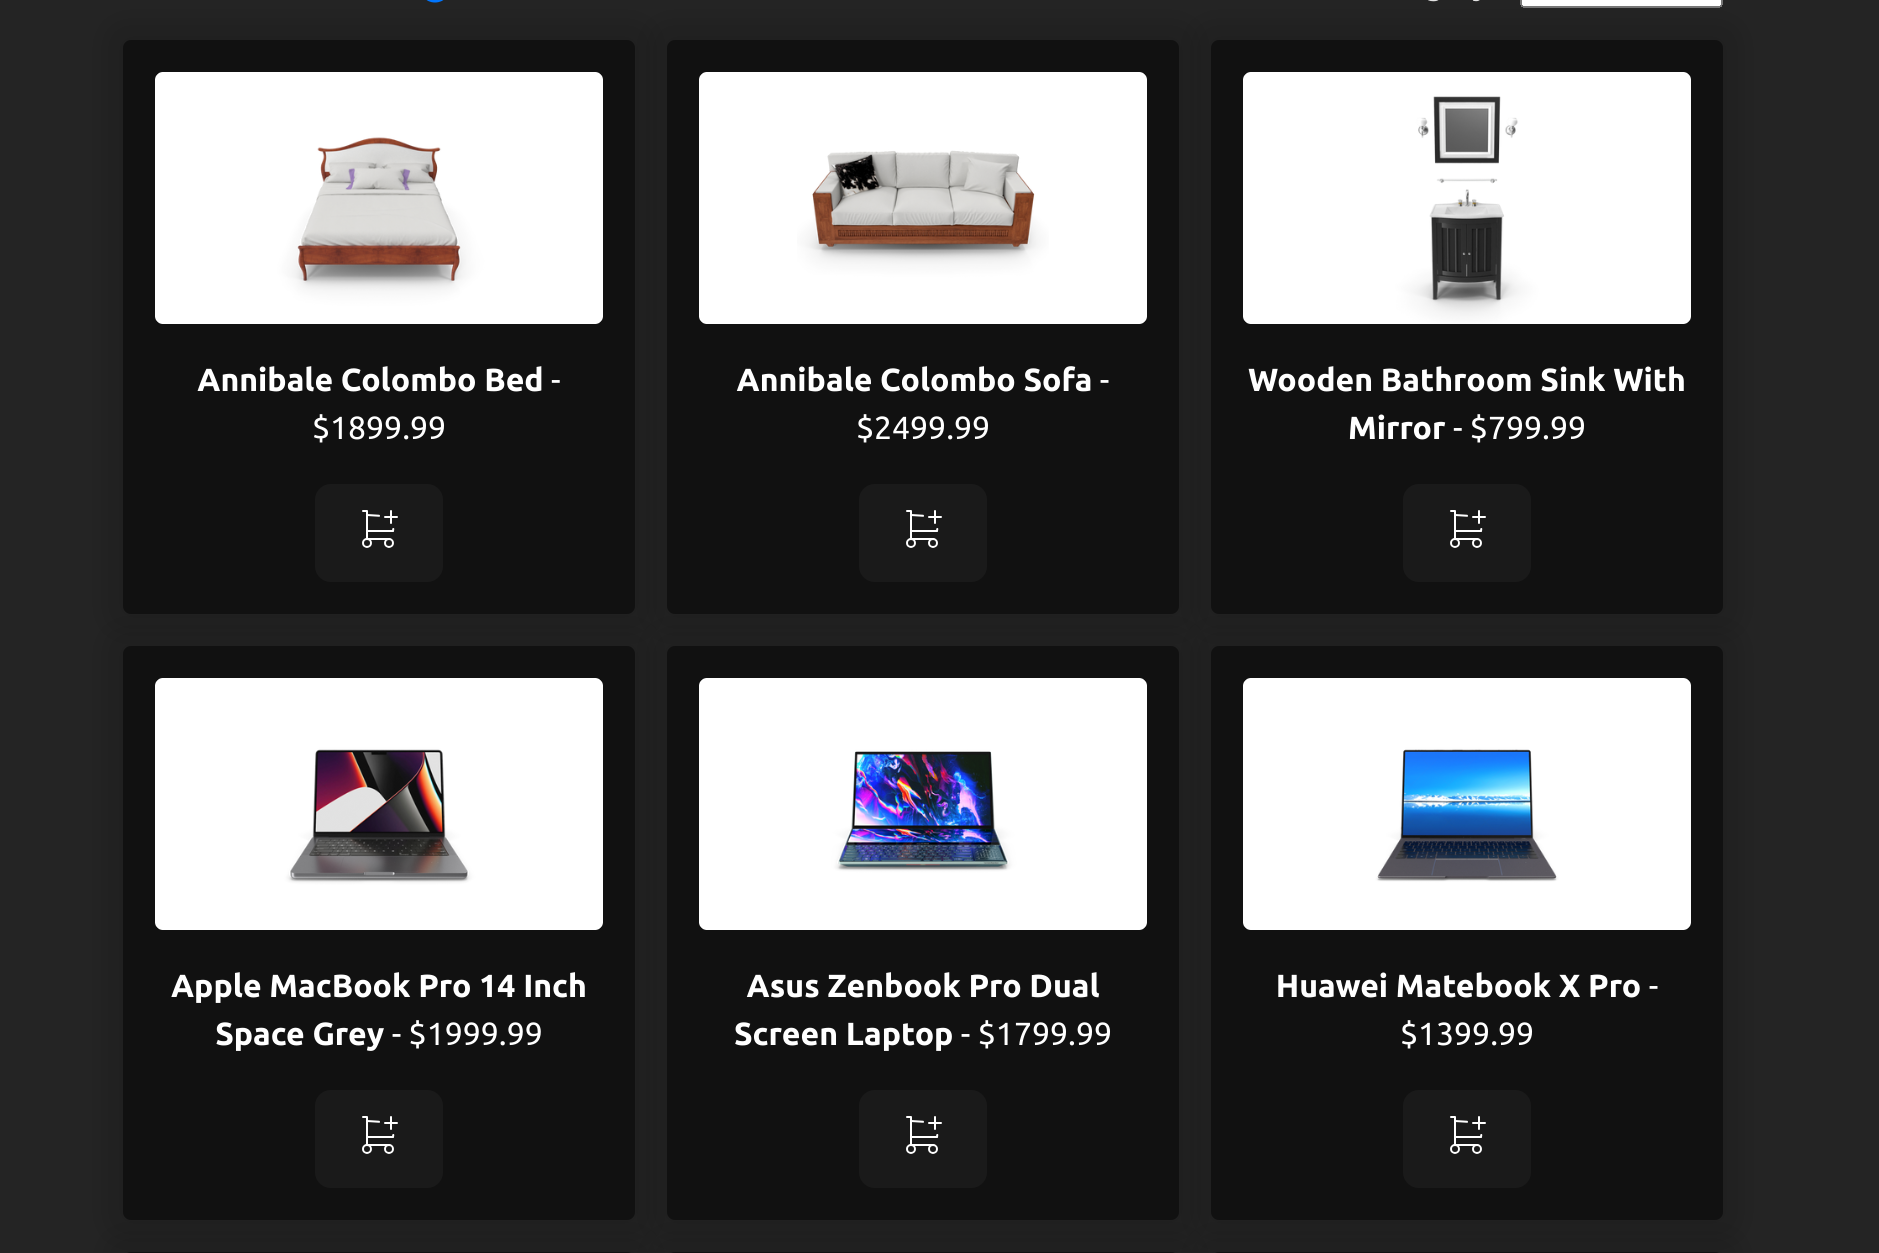 Annibale Colombo Bed -
$1899.99
Annibale Colombo Sofa -
$2499.99
Wooden Bathroom Sink With
Mirror - $799.99
Apple MacBook Pro 14 Inch
Space Grey - $1999.99
Asus Zenbook Pro Dual
Screen Laptop - $1799.99
Huawei Matebook X Pro -
$1399.99